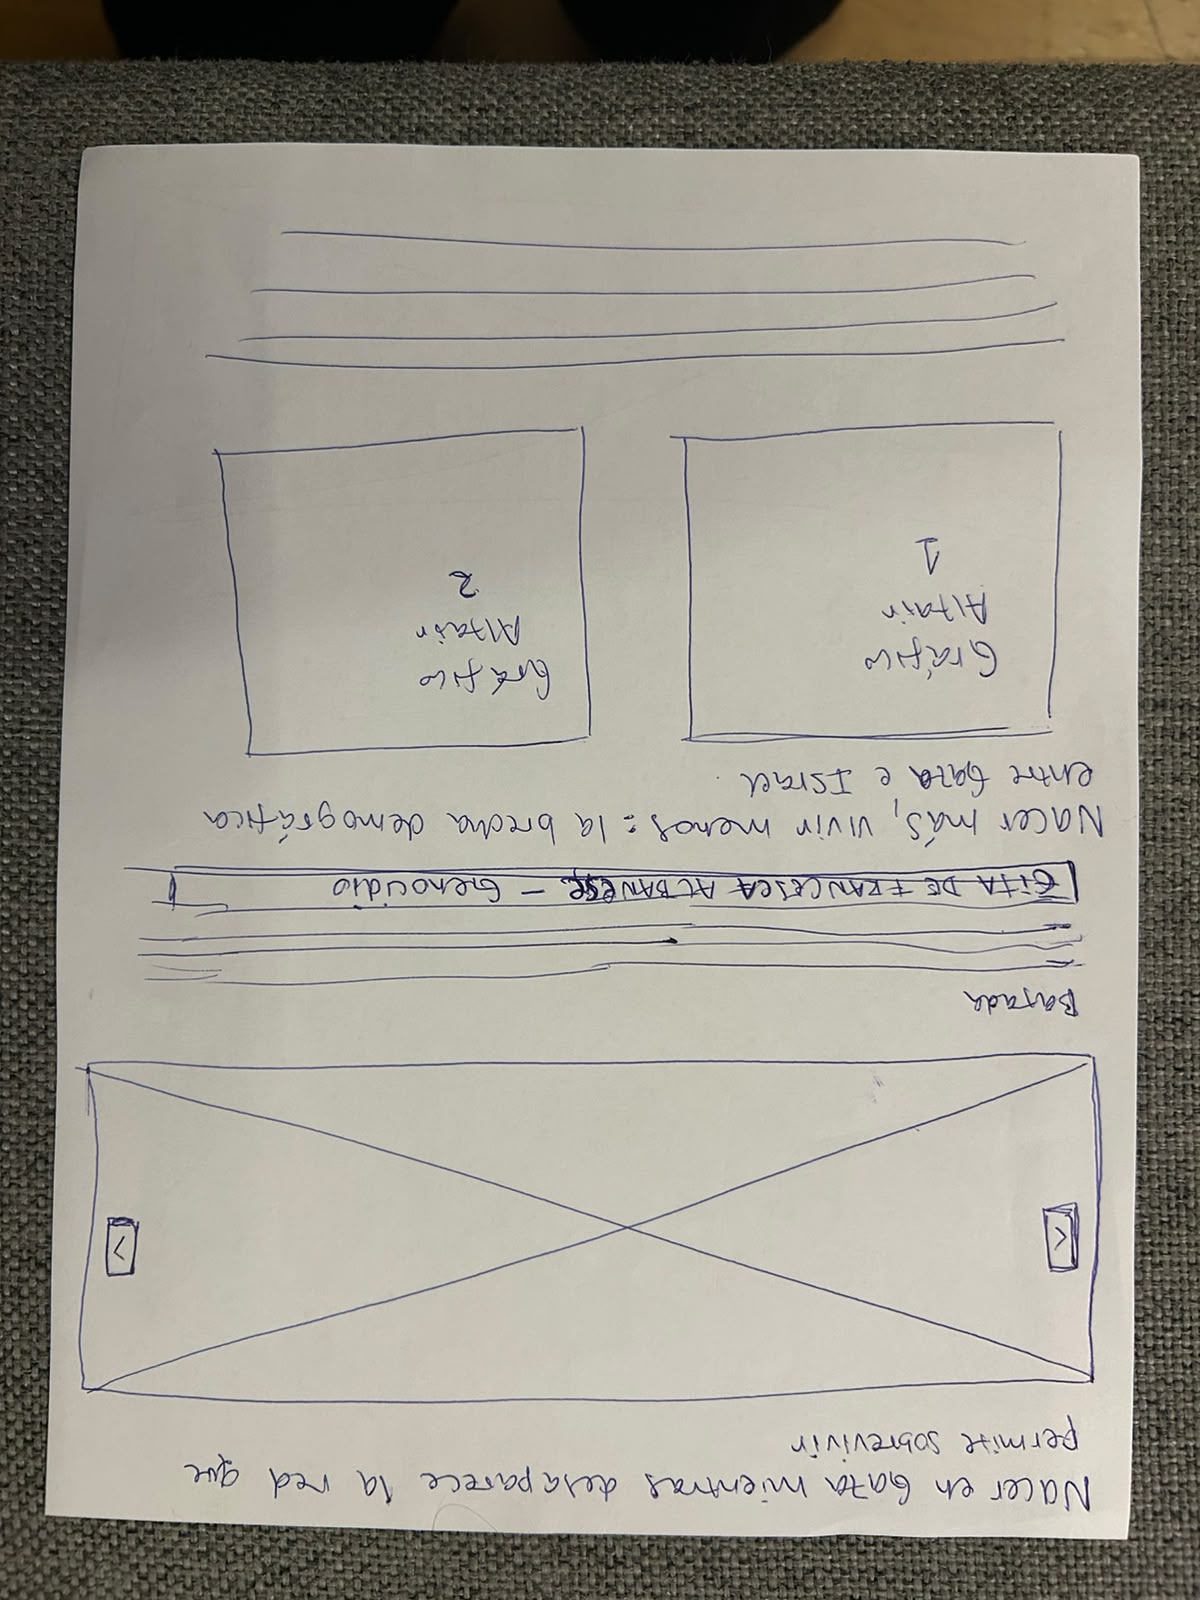 Nacer en Gaza mientras desaparece la red que
permite sobrevivir
<
>
Bajada
CITA DE FRANCESCA ALBANESE - Genocidio
Nacer más, vivir menos: la brecha demográfica
entre Gaza e Israel.
Gráfico
Altair
1
Gráfico
Altair
2